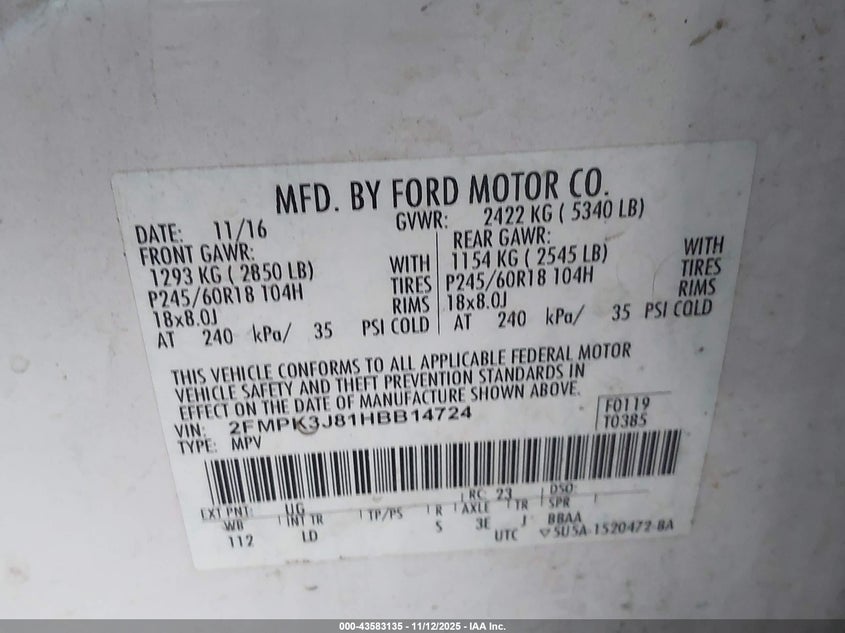 MFD. BY FORD MOTOR CO.
DATE: 11/16 GVWR: 2422 KG ( 5340 LB)
FRONT GAWR: REAR GAWR:
1293 KG ( 2850 LB) WITH 1154 KG ( 2545 LB) WITH
P245/60R18 104H TIRES P245/60R18 104H TIRES
18x8.0J RIMS 18x8.0J RIMS
AT 240 kPa/ 35 PSI COLD AT 240 kPa/ 35 PSI COLD
THIS VEHICLE CONFORMS TO ALL APPLICABLE FEDERAL MOTOR
VEHICLE SAFETY AND THEFT PREVENTION STANDARDS IN
EFFECT ON THE DATE OF MANUFACTURE SHOWN ABOVE.
VIN: 2FMPK3J81HBB14724 F0119
TYPE: MPV T0385
EXT PNT: UG RC: 23 DSO:
WB INT TR TP/PS R AXLE TR SPR
112 LD S 3E J BBAA
UTC ▽SU5A-1520472-BA
000-43583135 - 11/12/2025 - IAA Inc.